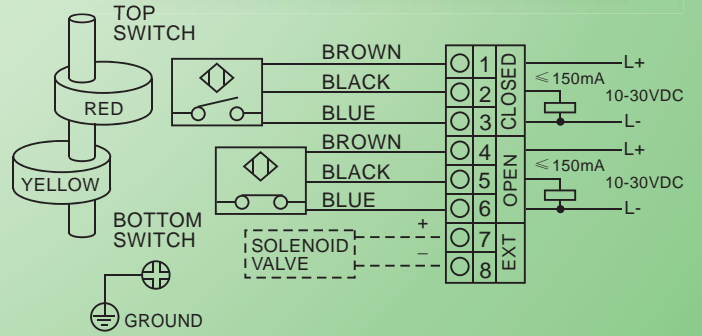 TOP
SWITCH
RED
YELLOW
BOTTOM
SWITCH
GROUND
BROWN
BLACK
BLUE
BROWN
BLACK
BLUE
SOLENOID
VALVE
+
–
1
2
3
4
5
6
7
8
CLOSED
OPEN
EXT
L+
≤150mA
10-30VDC
L-
L+
≤150mA
10-30VDC
L-